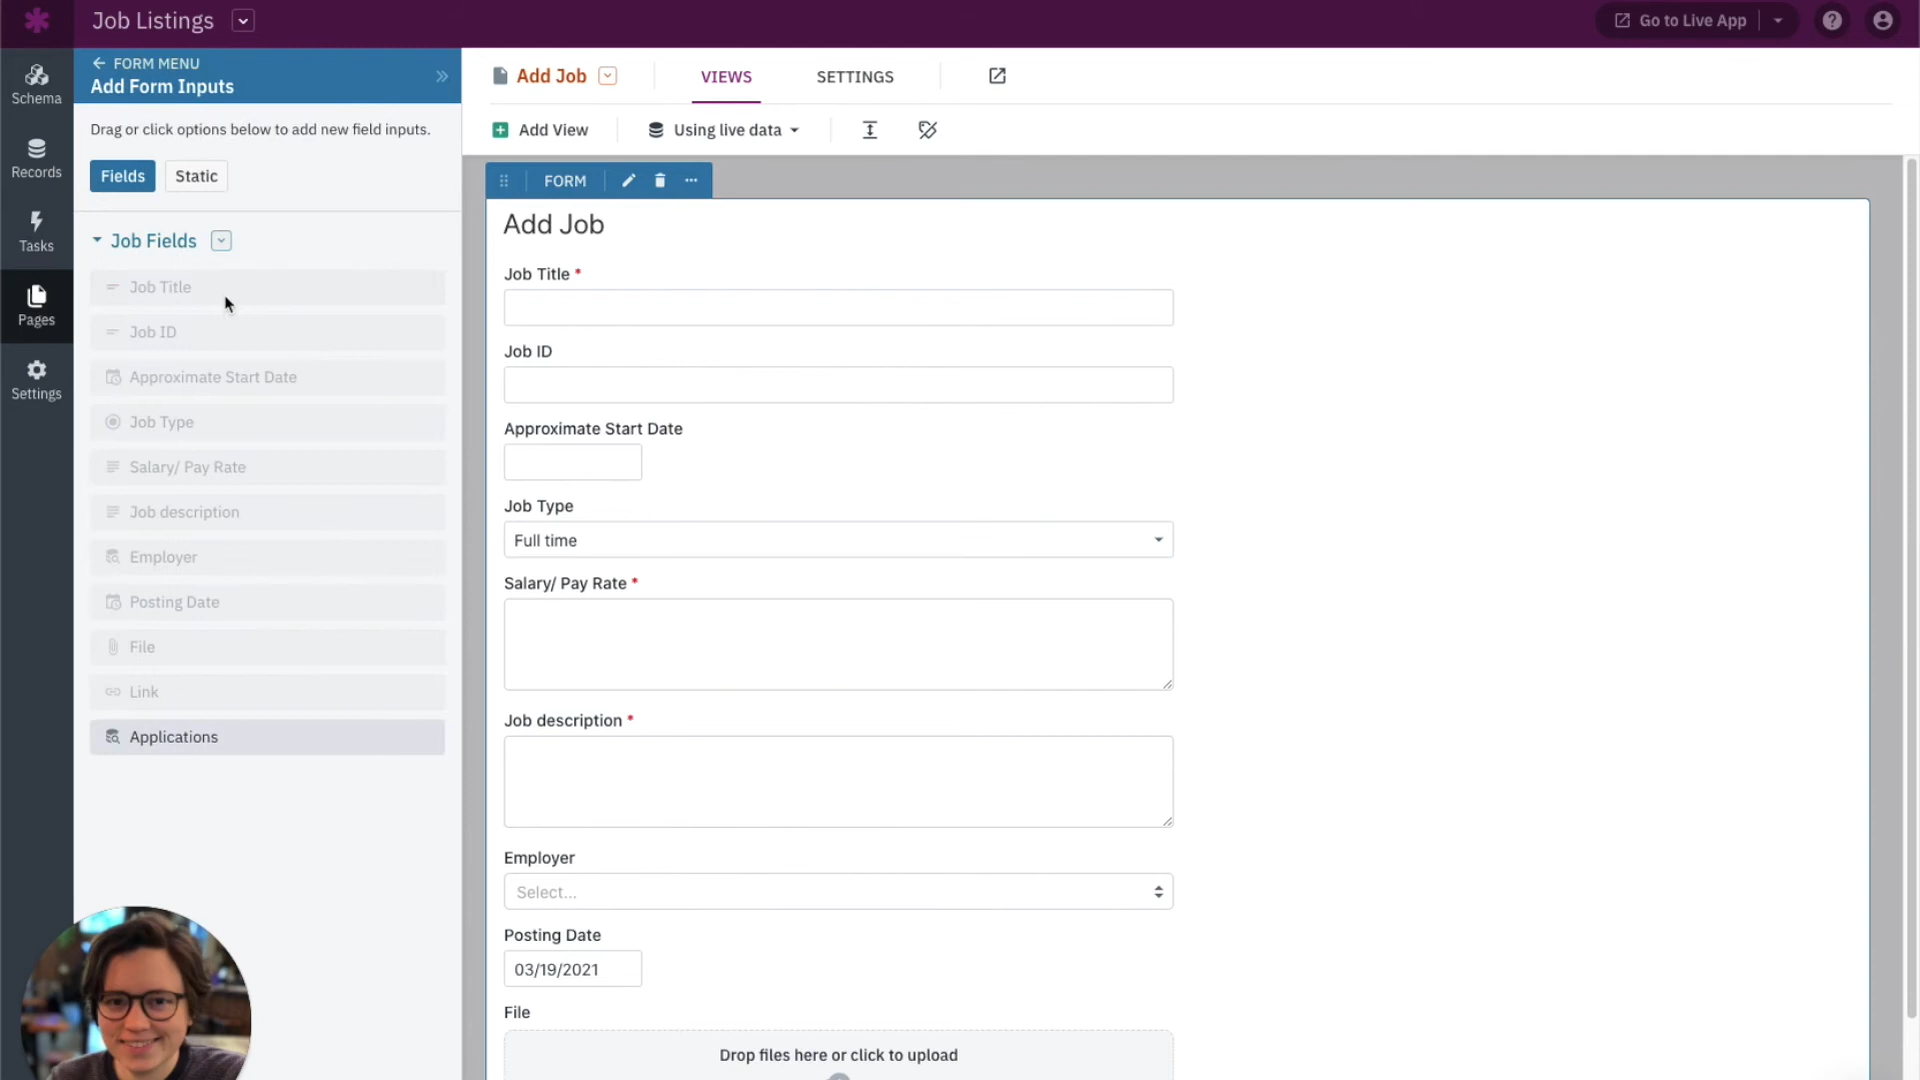 Job Listings
Go to Live App
Schema
Records
Tasks
Pages
Settings
FORM MENU
Add Form Inputs
Drag or click options below to add new field inputs.
Fields
Static
Job Fields
Job Title
Job ID
Approximate Start Date
Job Type
Salary/ Pay Rate
Job description
Employer
Posting Date
File
Link
Applications
Add Job
VIEWS
SETTINGS
Add View
Using live data
FORM
Add Job
Job Title *
Job ID
Approximate Start Date
Job Type
Full time
Salary/ Pay Rate *
Job description *
Employer
Select...
Posting Date
03/19/2021
File
Drop files here or click to upload